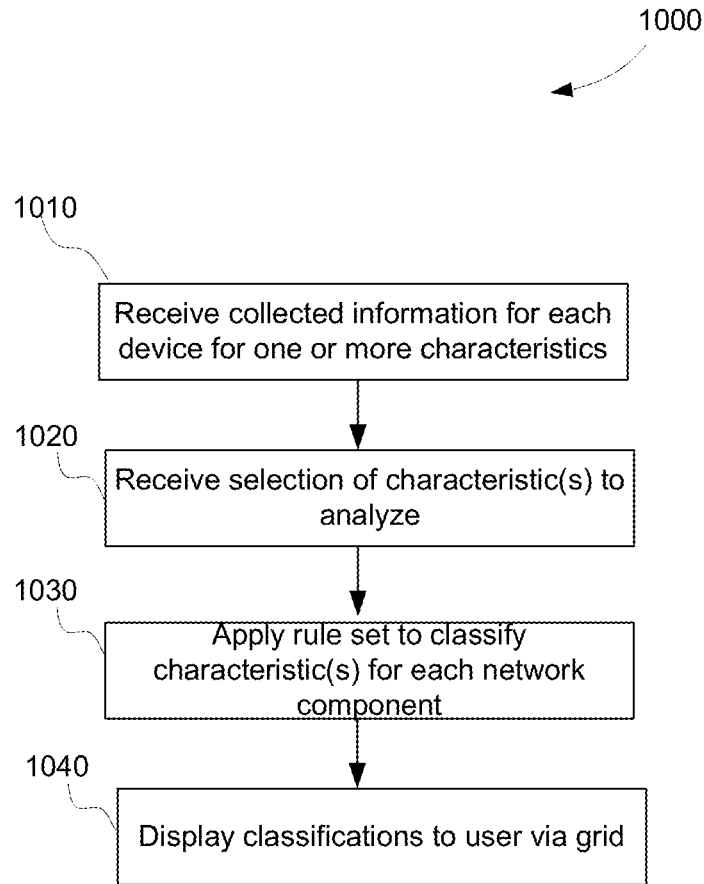 1000
1010
Receive collected information for each
device for one or more characteristics
1020
Receive selection of characteristic(s) to
analyze
1030
Apply rule set to classify
characteristic(s) for each network
component
1040
Display classifications to user via grid